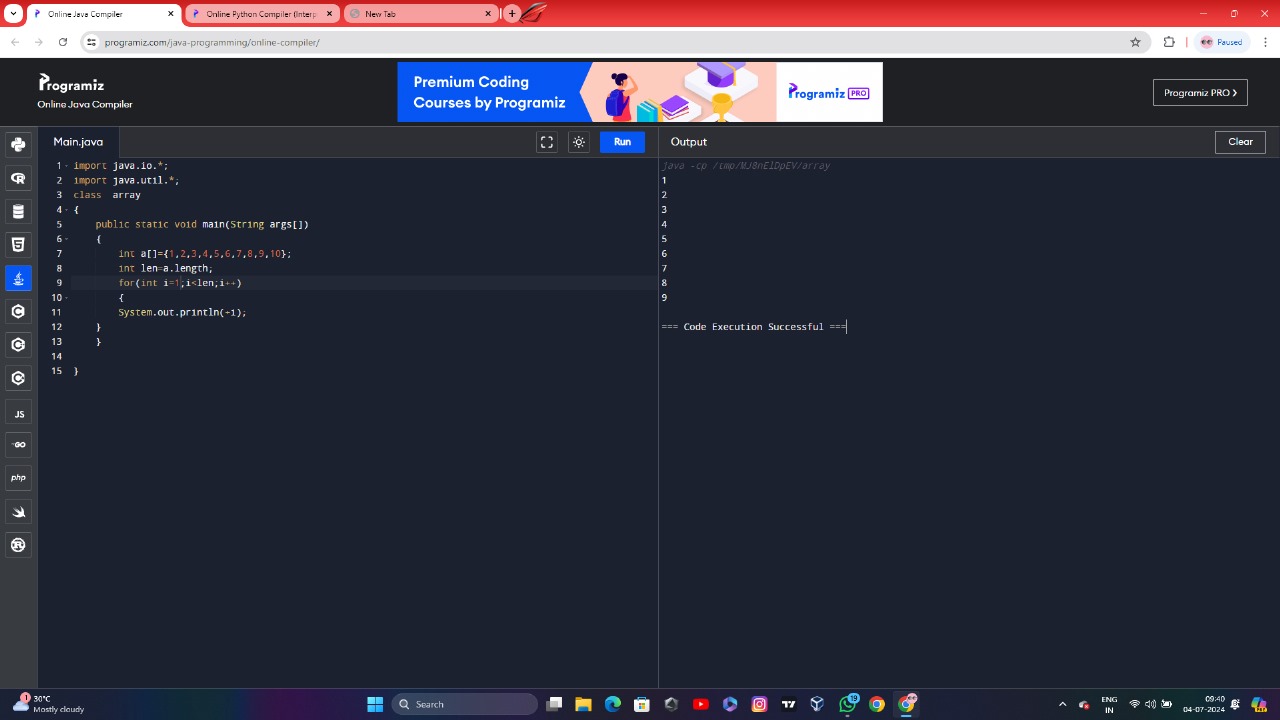 Online Java Compiler
Online Python Compiler (Interp
New Tab
programiz.com/java-programming/online-compiler/
Paused
Programiz
Online Java Compiler
Premium Coding
Courses by Programiz
Programiz PRO
Programiz PRO
Main.java
Run
Output
Clear
1 import java.io.*;
2 import java.util.*;
3 class  array
4 {
5     public static void main(String args[])
6     {
7         int a[]={1,2,3,4,5,6,7,8,9,10};
8         int len=a.length;
9         for(int i=1;i<len;i++)
10         {
11         System.out.println(+i);
12     }
13     }
14
15 }
java -cp /tmp/MJ8nElDpEV/array
1
2
3
4
5
6
7
8
9
=== Code Execution Successful ===
JS
GO
php
1
30°C
Mostly cloudy
Search
19
ENG
IN
09:40
04-07-2024